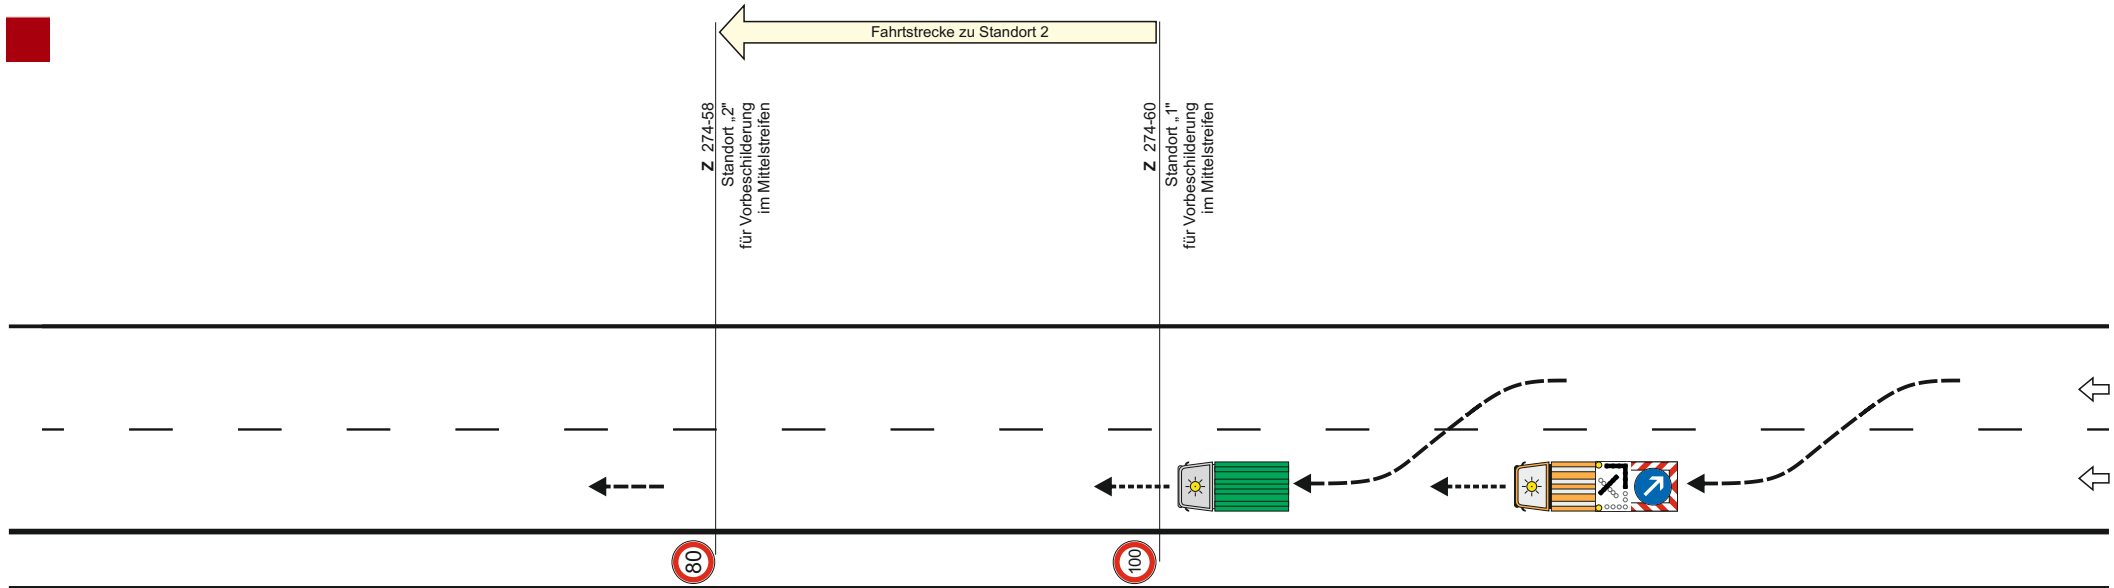 Fahrtstrecke zu Standort 2
Z 274-58
Standort „2"
für Vorbeschilderung
im Mittelstreifen
Z 274-60
Standort „1"
für Vorbeschilderung
im Mittelstreifen
80
100